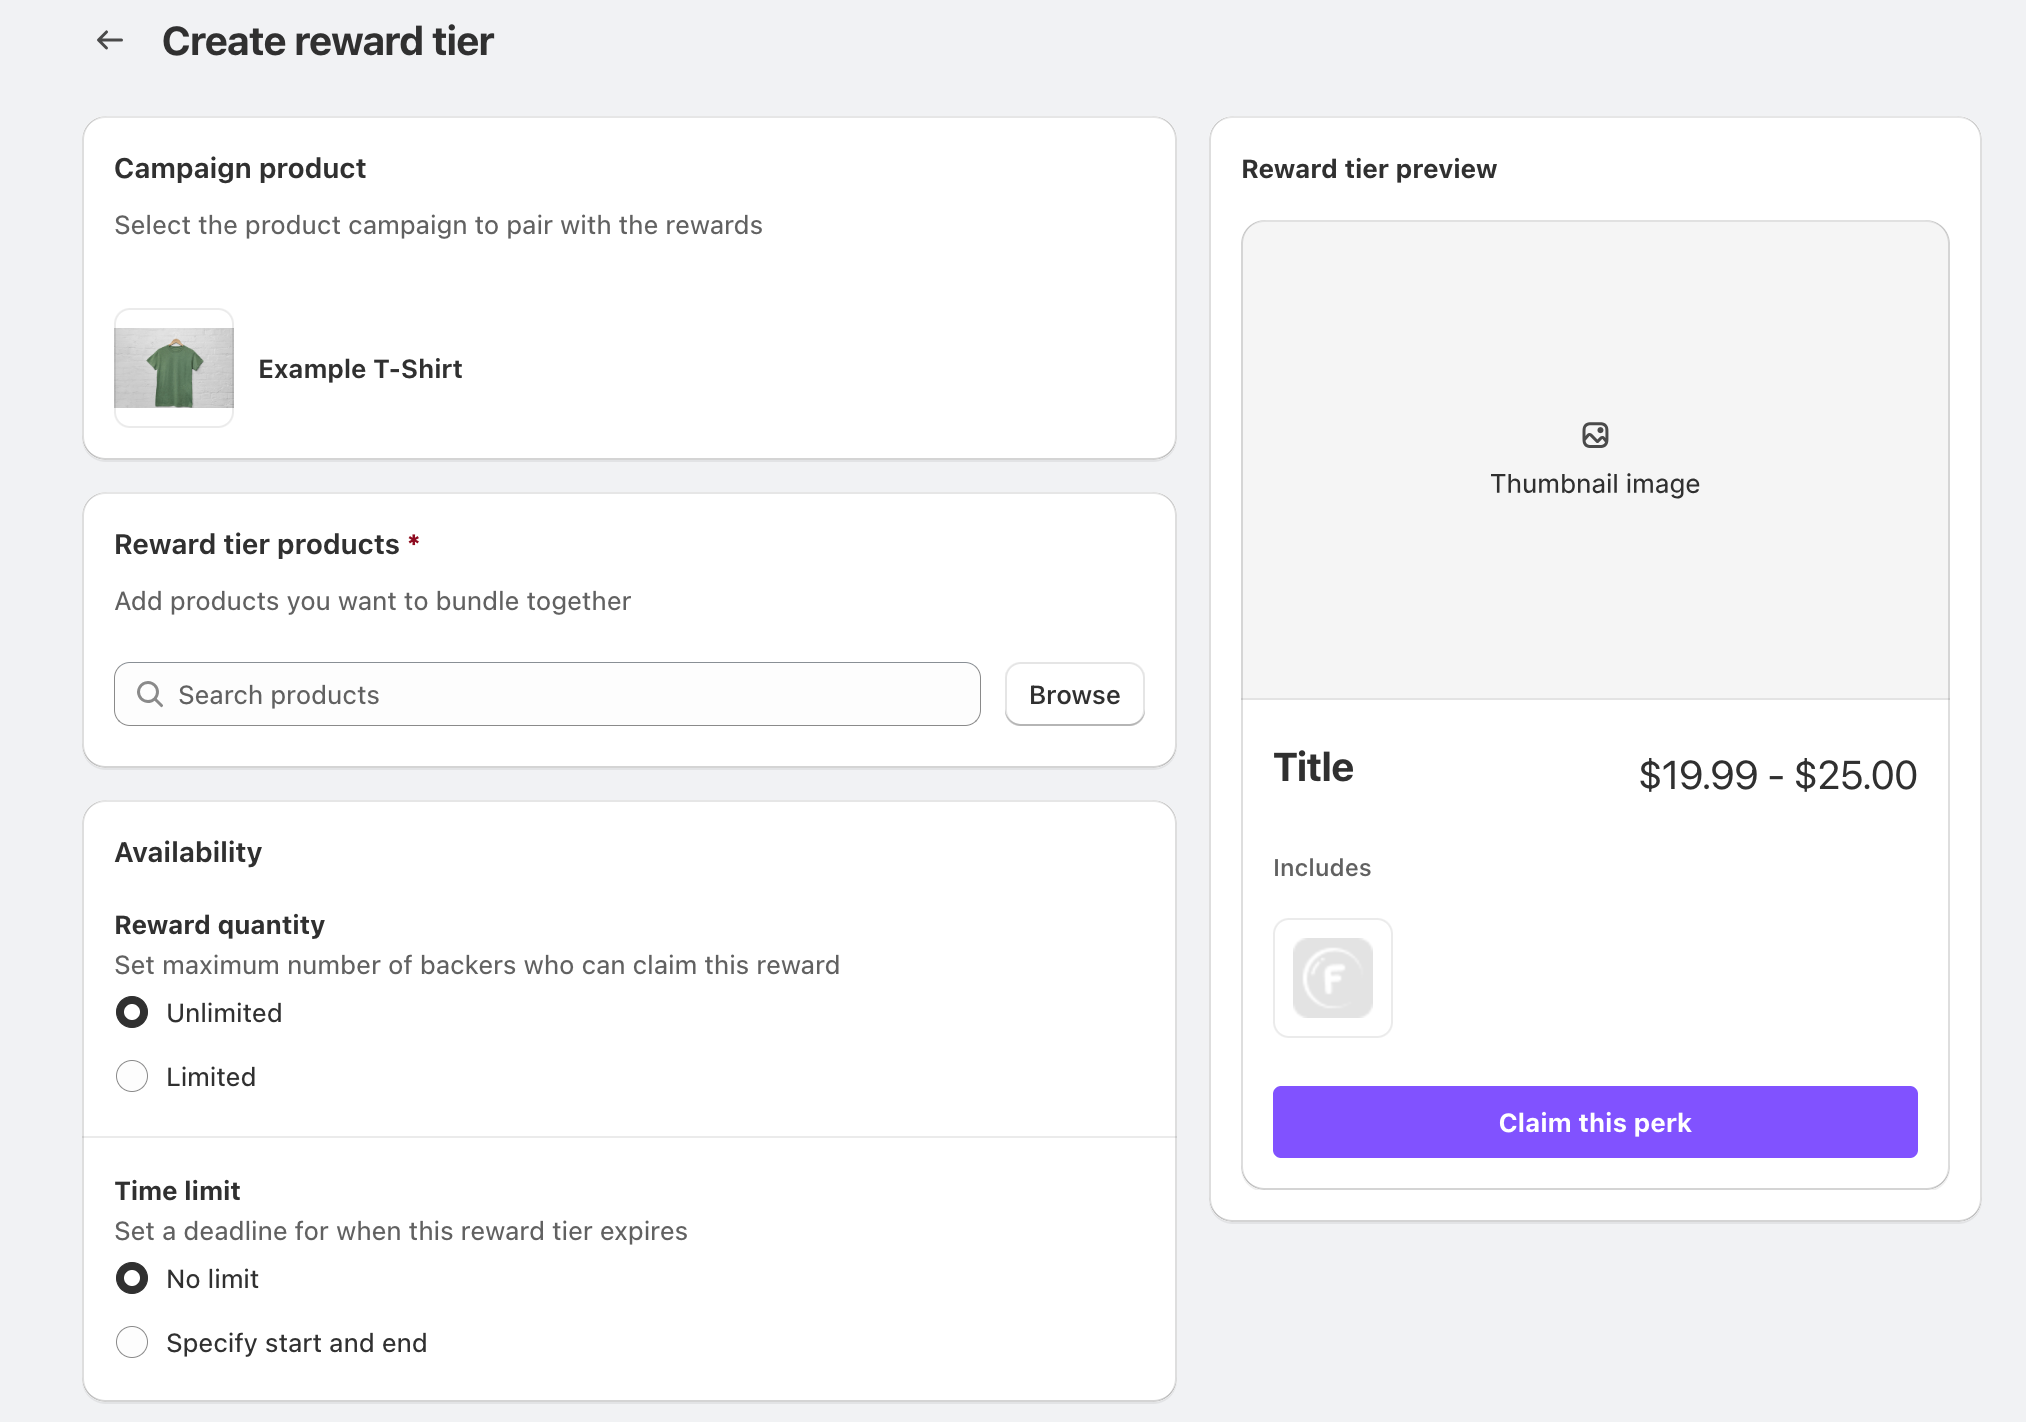 Create reward tier
Campaign product
Select the product campaign to pair with the rewards
Example T-Shirt
Reward tier products *
Add products you want to bundle together
Search products
Browse
Availability
Reward quantity
Set maximum number of backers who can claim this reward
Unlimited
Limited
Time limit
Set a deadline for when this reward tier expires
No limit
Specify start and end
Reward tier preview
Thumbnail image
Title
$19.99 - $25.00
Includes
F
Claim this perk